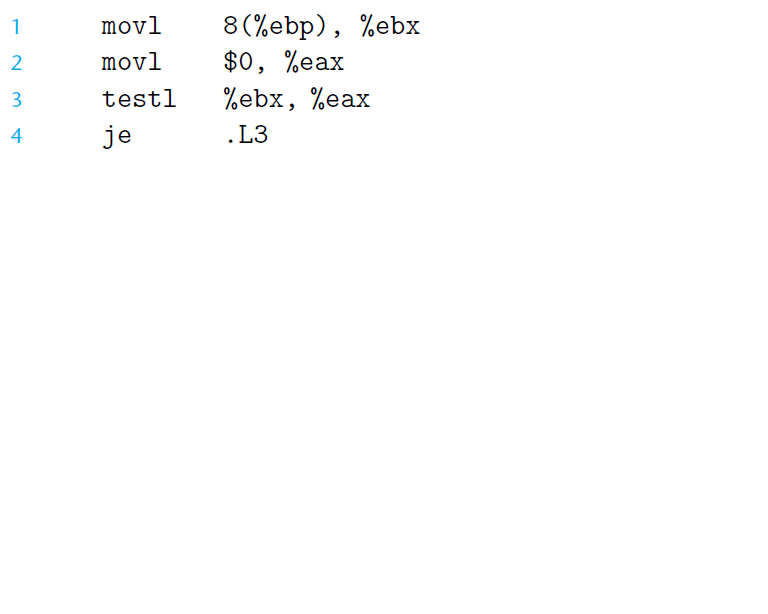 1 movl 8(%ebp), %ebx
2 movl $0, %eax
3 testl %ebx, %eax
4 je .L3